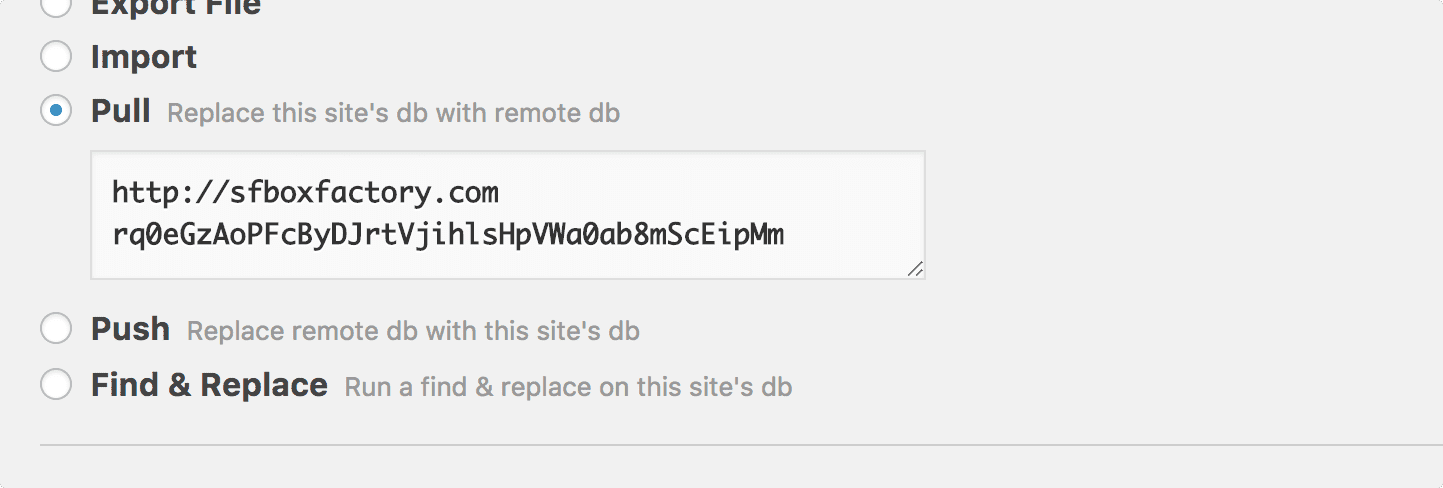 Export File
Import
Pull Replace this site's db with remote db
http://sfboxfactory.com
rq0eGzAoPFcByDJrtVjihlsHpVWa0ab8mScEipMm
Push Replace remote db with this site's db
Find & Replace Run a find & replace on this site's db